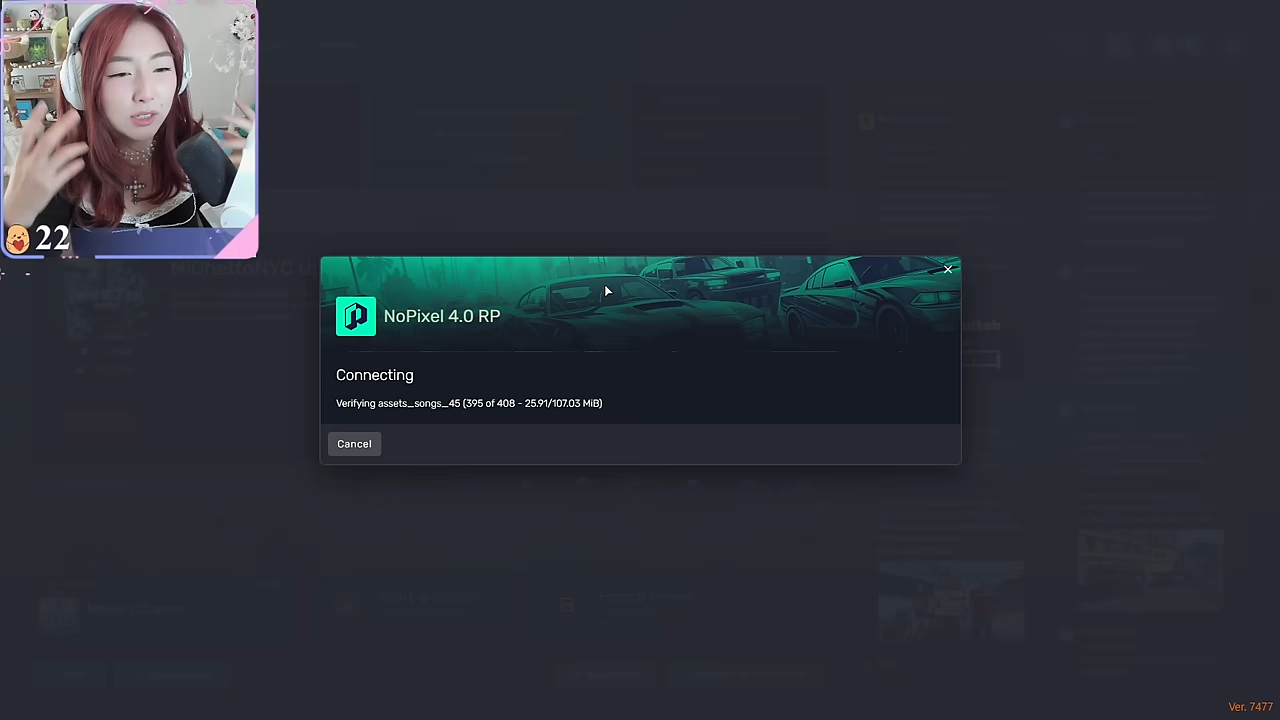 22
NoPixel 4.0 RP
Connecting
Verifying assets_songs_45 (395 of 408 - 25.91/107.03 MiB)
Cancel
Ver. 7477